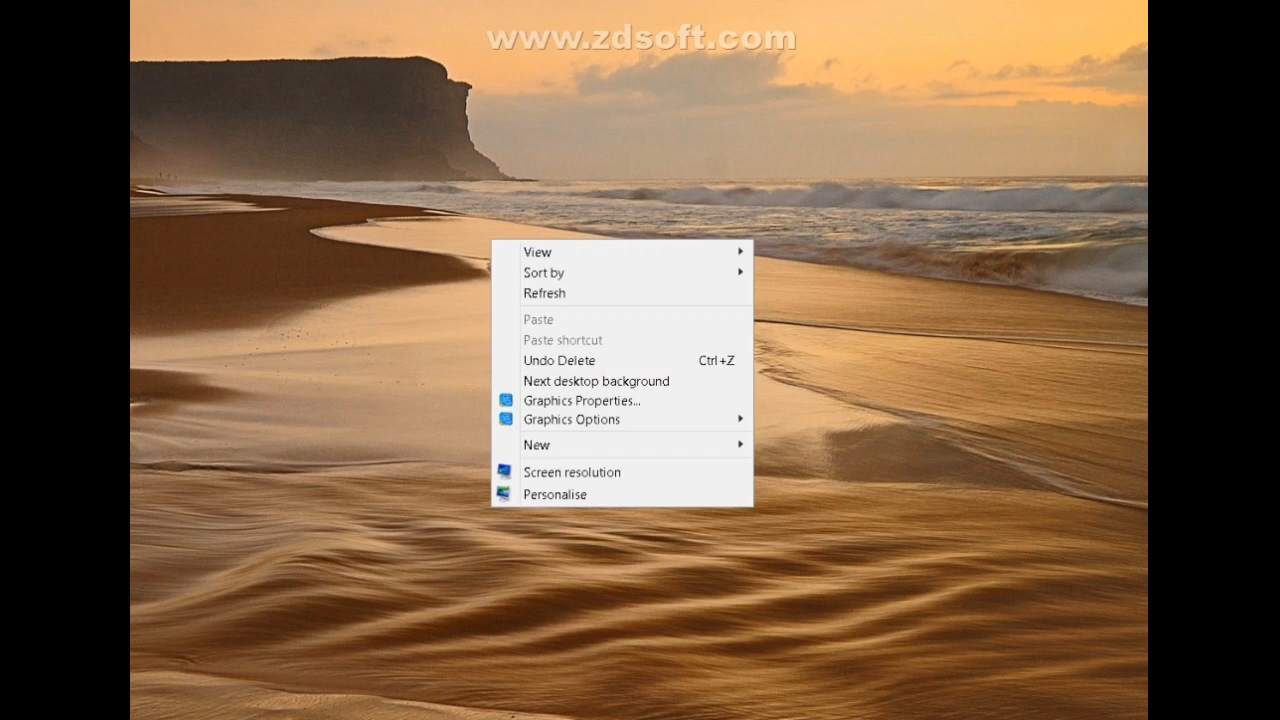 www.zdsoft.com
View
Sort by
Refresh
Paste
Paste shortcut
Undo Delete Ctrl+Z
Next desktop background
Graphics Properties...
Graphics Options
New
Screen resolution
Personalise